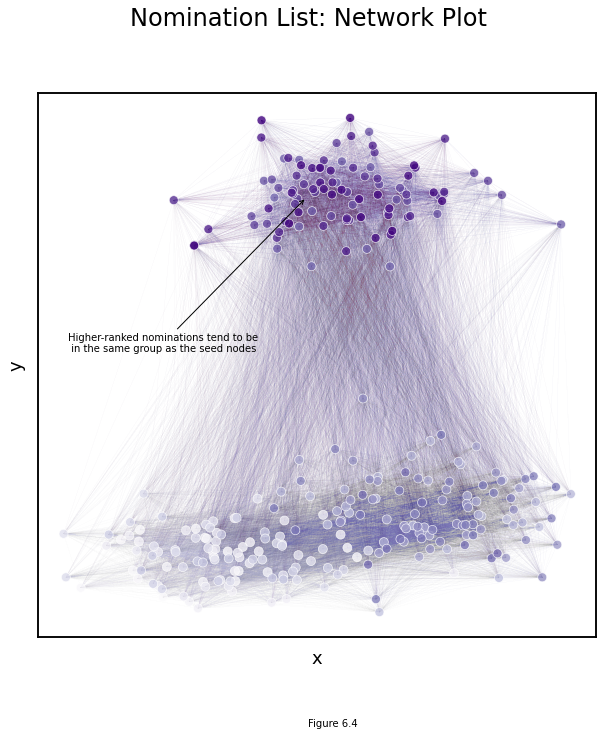 Nomination List: Network Plot
Higher-ranked nominations tend to be
in the same group as the seed nodes
y
x
Figure 6.4